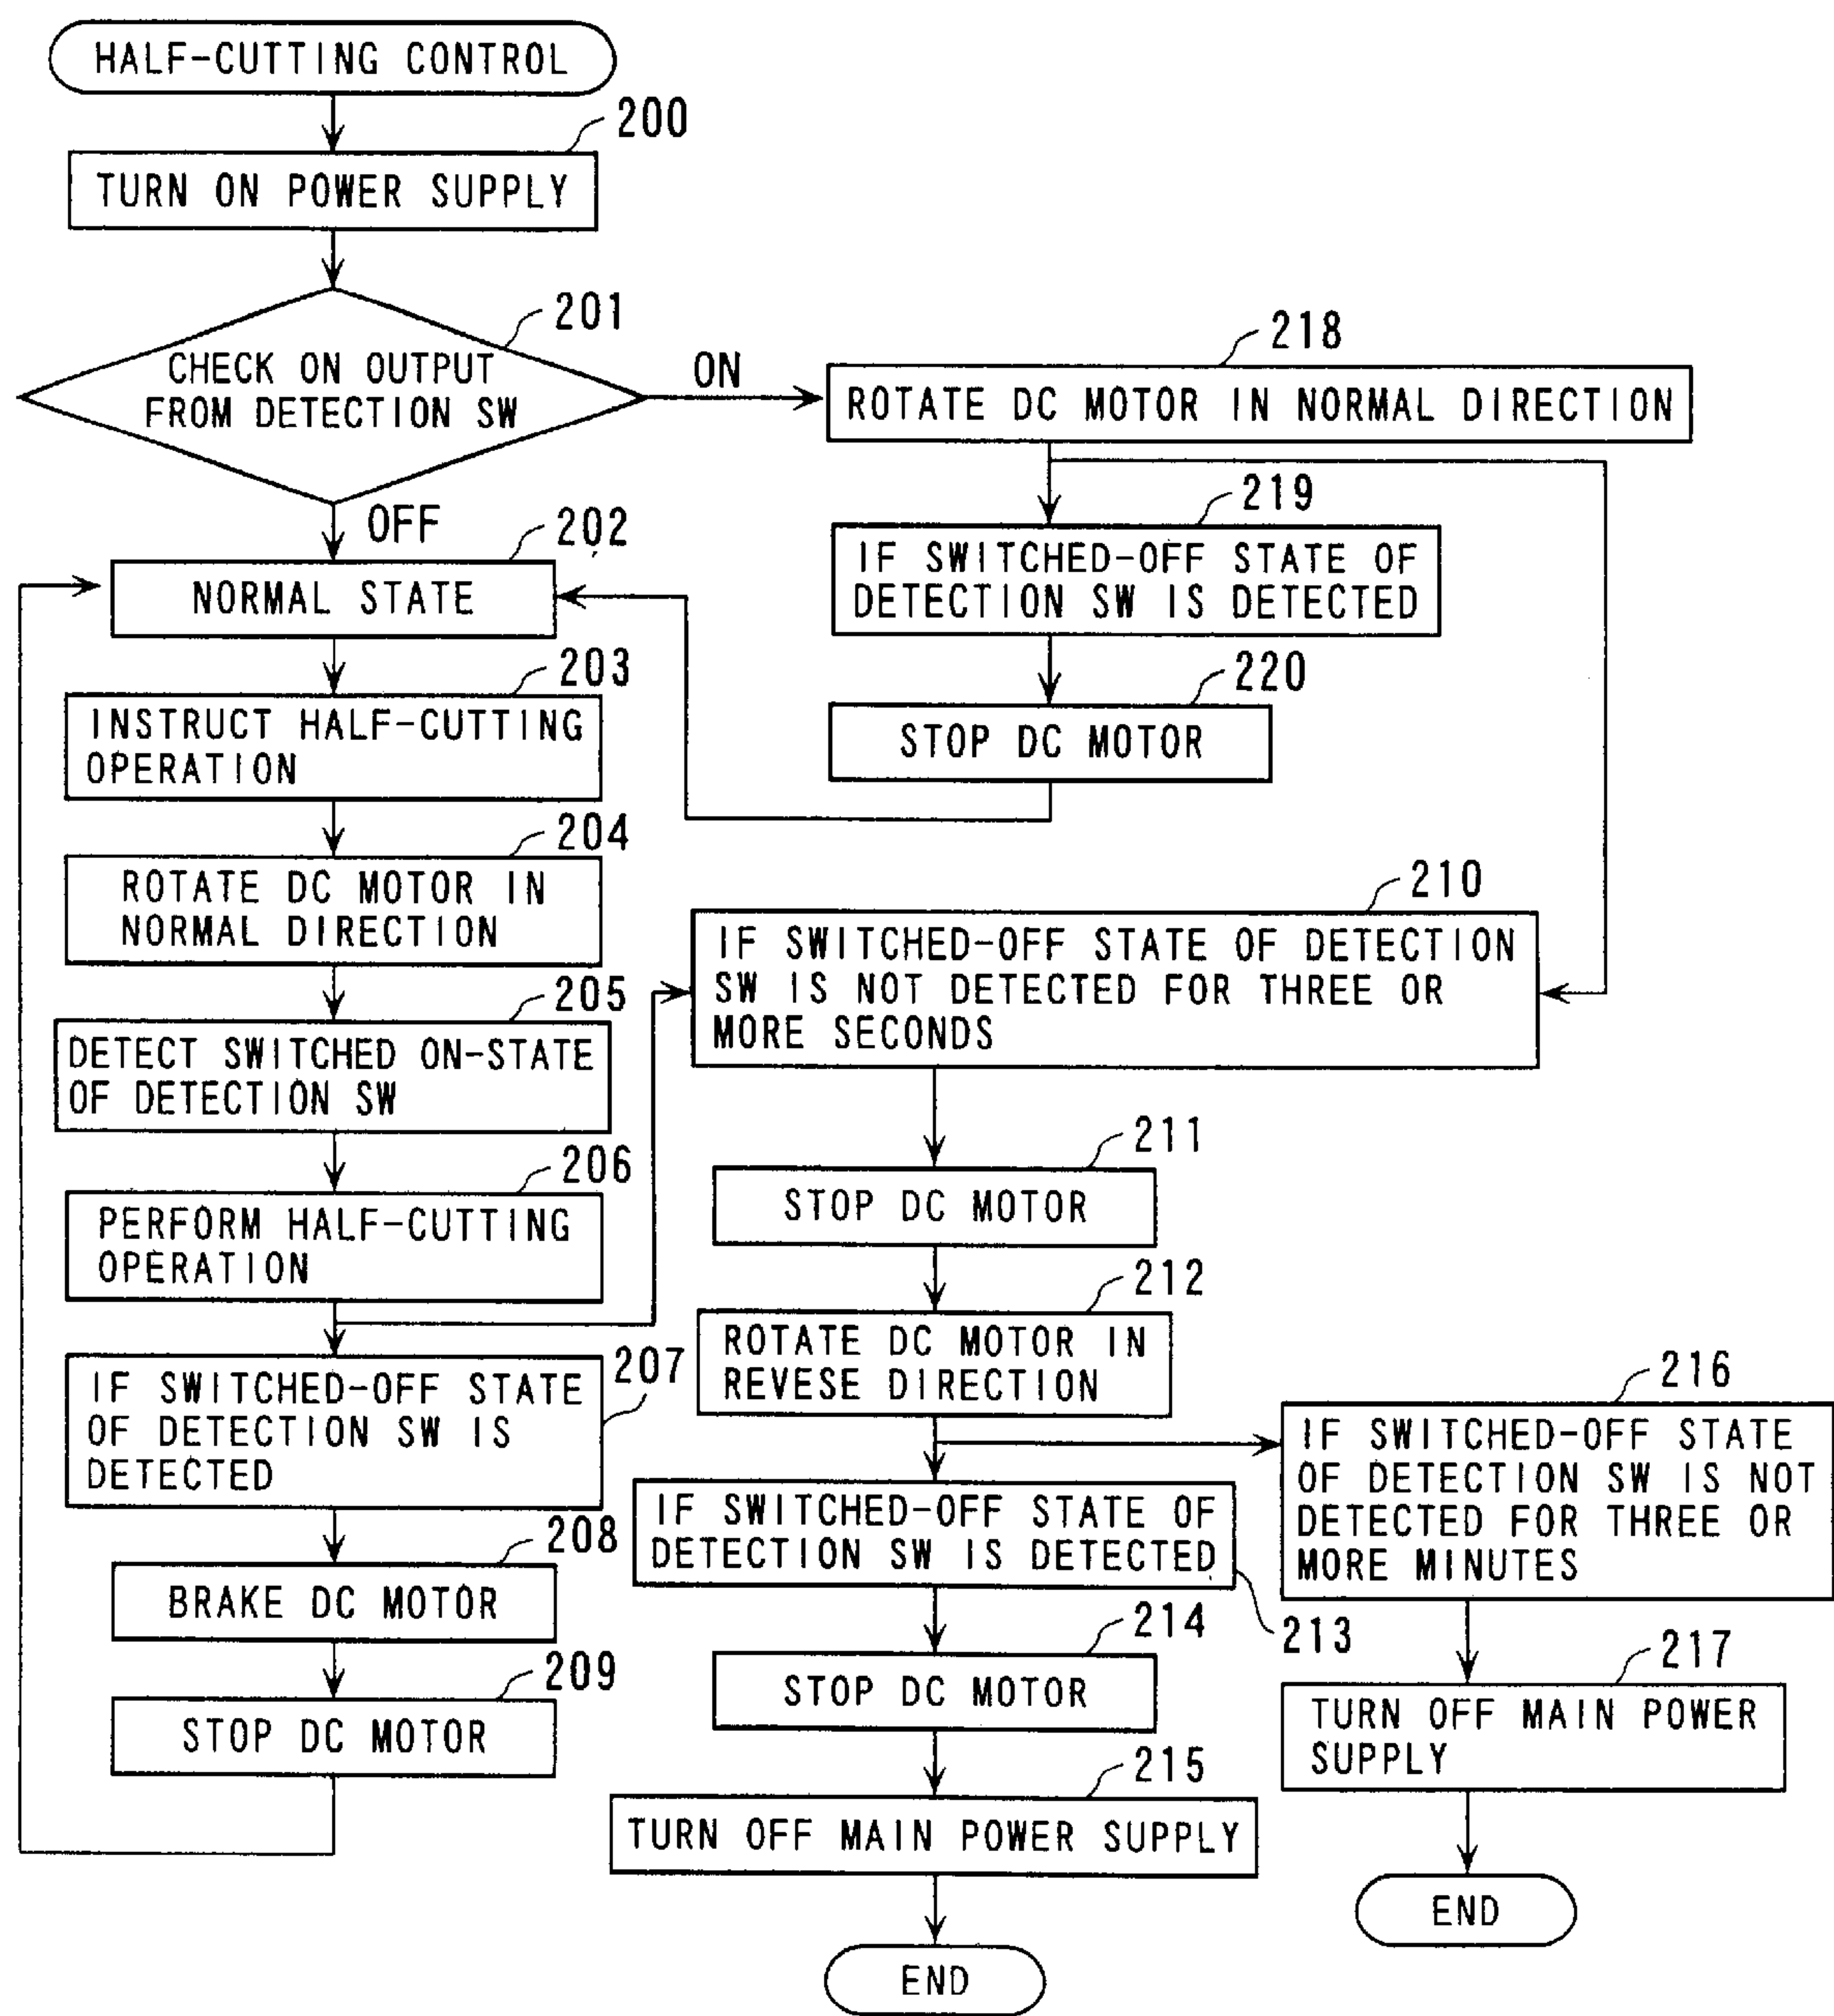 HALF-CUTTING CONTROL
200
TURN ON POWER SUPPLY
201
CHECK ON OUTPUT
FROM DETECTION SW
ON
OFF
202
NORMAL STATE
203
INSTRUCT HALF-CUTTING
OPERATION
204
ROTATE DC MOTOR IN
NORMAL DIRECTION
205
DETECT SWITCHED ON-STATE
OF DETECTION SW
206
PERFORM HALF-CUTTING
OPERATION
207
IF SWITCHED-OFF STATE
OF DETECTION SW IS
DETECTED
208
BRAKE DC MOTOR
209
STOP DC MOTOR
218
ROTATE DC MOTOR IN NORMAL DIRECTION
219
IF SWITCHED-OFF STATE OF
DETECTION SW IS DETECTED
220
STOP DC MOTOR
210
IF SWITCHED-OFF STATE OF DETECTION
SW IS NOT DETECTED FOR THREE OR
MORE SECONDS
211
STOP DC MOTOR
212
ROTATE DC MOTOR IN
REVESE DIRECTION
IF SWITCHED-OFF STATE OF
DETECTION SW IS DETECTED
213
214
STOP DC MOTOR
215
TURN OFF MAIN POWER SUPPLY
END
216
IF SWITCHED-OFF STATE
OF DETECTION SW IS NOT
DETECTED FOR THREE OR
MORE MINUTES
217
TURN OFF MAIN POWER
SUPPLY
END